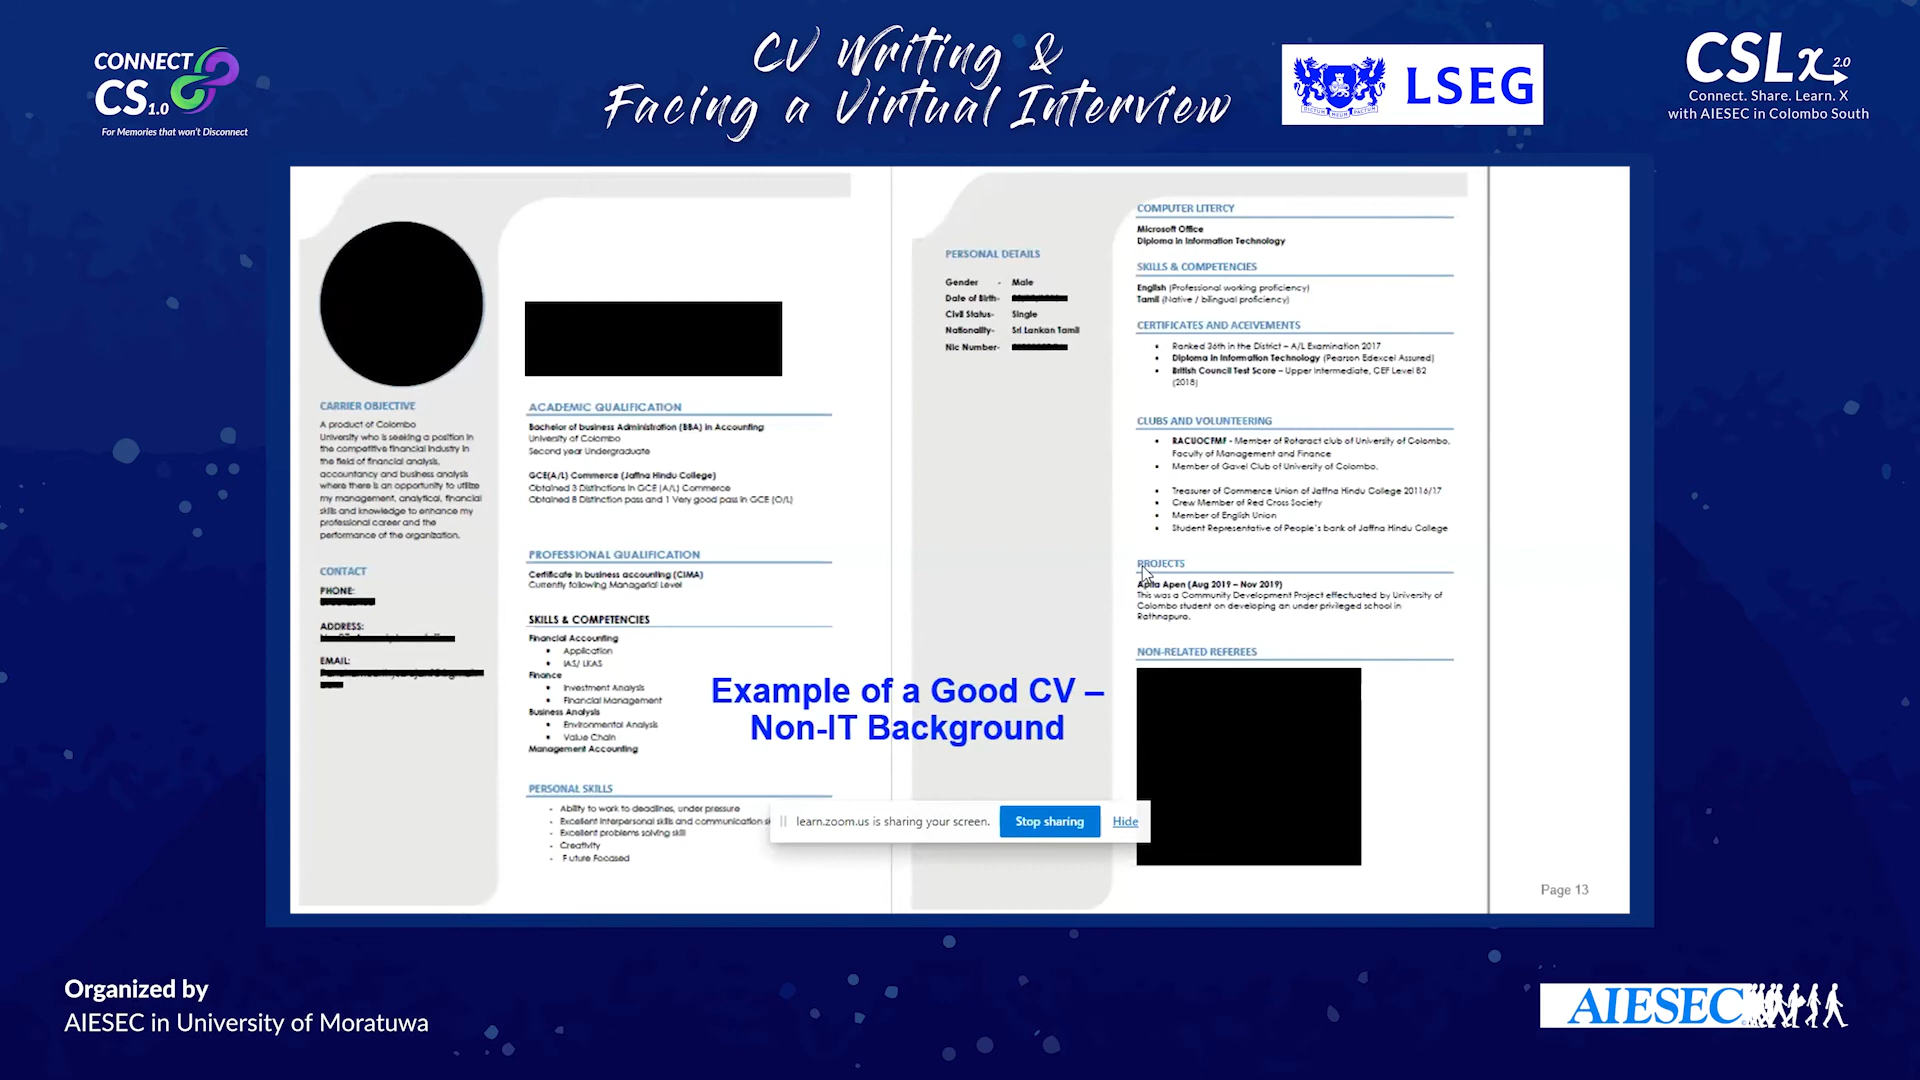 CONNECT
CS 1.0
For Memories that won't Disconnect
CV Writing &
Facing a Virtual Interview
LSEG
CSLx 2.0
Connect. Share. Learn. X
with AIESEC in Colombo South
CARRIER OBJECTIVE
A product of Colombo
University who is seeking a position in
the competitive financial industry in
the field of financial analysis,
accountancy and business analysis
where there is an opportunity to utilize
my management, analytical, financial
skills and knowledge to enhance my
professional career and the
performance of the organization.
CONTACT
PHONE:
ADDRESS:
EMAIL:
ACADEMIC QUALIFICATION
Bachelor of business Administration (BBA) in Accounting
University of Colombo
Second year Undergraduate
GCE(A/L) Commerce (Jaffna Hindu College)
Obtained 3 Distinctions in GCE (A/L) Commerce
Obtained 8 Distinction pass and 1 Very good pass in GCE (O/L)
PROFESSIONAL QUALIFICATION
Certificate in business accounting (CIMA)
Currently following Managerial Level
SKILLS & COMPETENCIES
Financial Accounting
• Application
• IAS/ LKAS
Finance
• Investment Analysis
• Financial Management
Business Analysis
• Environmental Analysis
• Value Chain
Management Accounting
PERSONAL SKILLS
- Ability to work to deadlines, under pressure
- Excellent interpersonal skills and communication
- Excellent problems solving skill
- Creativity
- Future Focased
PERSONAL DETAILS
Gender - Male
Date of Birth-
Civil Status- Single
Nationality- Sri Lankan Tamil
Nic Number-
COMPUTER LITERCY
Microsoft Office
Diploma in Information Technology
SKILLS & COMPETENCIES
English (Professional working proficiency)
Tamil (Native / bilingual proficiency)
CERTIFICATES AND ACEIVEMENTS
• Ranked 36th in the District – A/L Examination 2017
• Diploma in Information Technology (Pearson Edexcel Assured)
• British Council Test Score – Upper Intermediate, CEF Level B2
(2018)
CLUBS AND VOLUNTEERING
• RACUOCFMF - Member of Rotaract club of University of Colombo,
Faculty of Management and Finance
• Member of Gavel Club of University of Colombo.
• Treasurer of Commerce Union of Jaffna Hindu College 20116/17
• Crew Member of Red Cross Society
• Member of English Union
• Student Representative of People's bank of Jaffna Hindu College
PROJECTS
Apen (Aug 2019 – Nov 2019)
This was a Community Development Project effectuated by University of
Colombo student on developing an under privileged school in
Rathnapura.
NON-RELATED REFEREES
Example of a Good CV –
Non-IT Background
learn.zoom.us is sharing your screen.
Stop sharing
Hide
Page 13
Organized by
AIESEC in University of Moratuwa
AIESEC